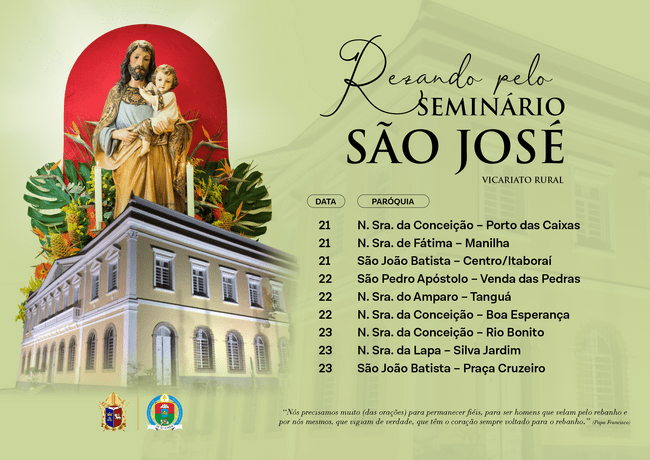 Rezando pelo
SEMINÁRIO
SÃO JOSÉ
VICARIATO RURAL
DATA PARÓQUIA
21 N. Sra. da Conceição – Porto das Caixas
21 N. Sra. de Fátima – Manilha
21 São João Batista – Centro/Itaboraí
22 São Pedro Apóstolo – Venda das Pedras
22 N. Sra. do Amparo – Tanguá
22 N. Sra. da Conceição – Boa Esperança
23 N. Sra. da Conceição – Rio Bonito
23 N. Sra. da Lapa – Silva Jardim
23 São João Batista – Praça Cruzeiro
“Nós precisamos muito (das orações) para permanecer fiéis, para ser homens que velam pelo rebanho e
por nós mesmos, que vigiam de verdade, que têm o coração sempre voltado para o rebanho.” (Papa Francisco)